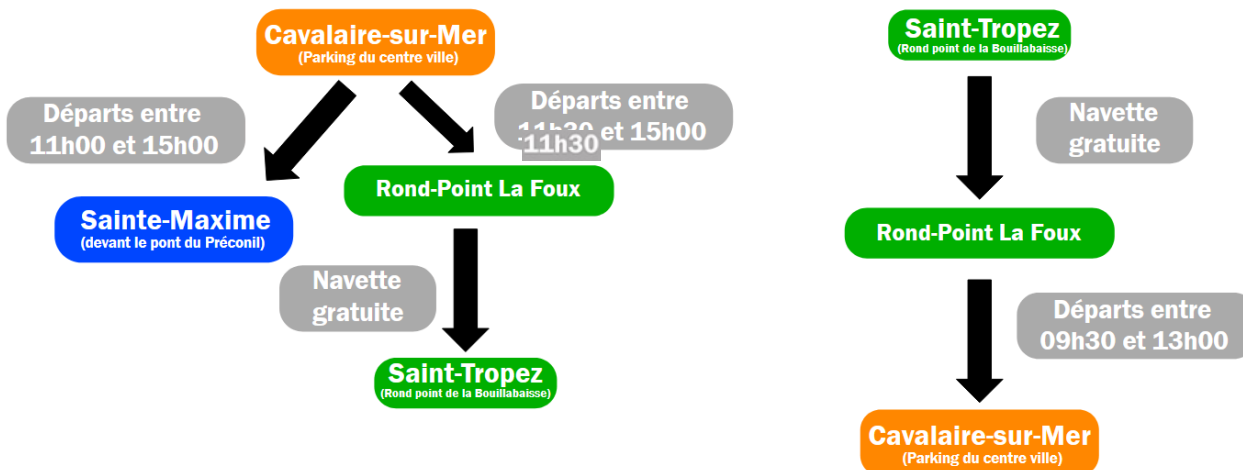 Cavalaire-sur-Mer
(Parking du centre ville)
Départs entre
11h00 et 15h00
Départs entre
11h30 et 15h00
11h30
Sainte-Maxime
(devant le pont du Préconil)
Rond-Point La Foux
Navette
gratuite
Saint-Tropez
(Rond point de la Bouillabaisse)
Saint-Tropez
(Rond point de la Bouillabaisse)
Navette
gratuite
Rond-Point La Foux
Départs entre
09h30 et 13h00
Cavalaire-sur-Mer
(Parking du centre ville)